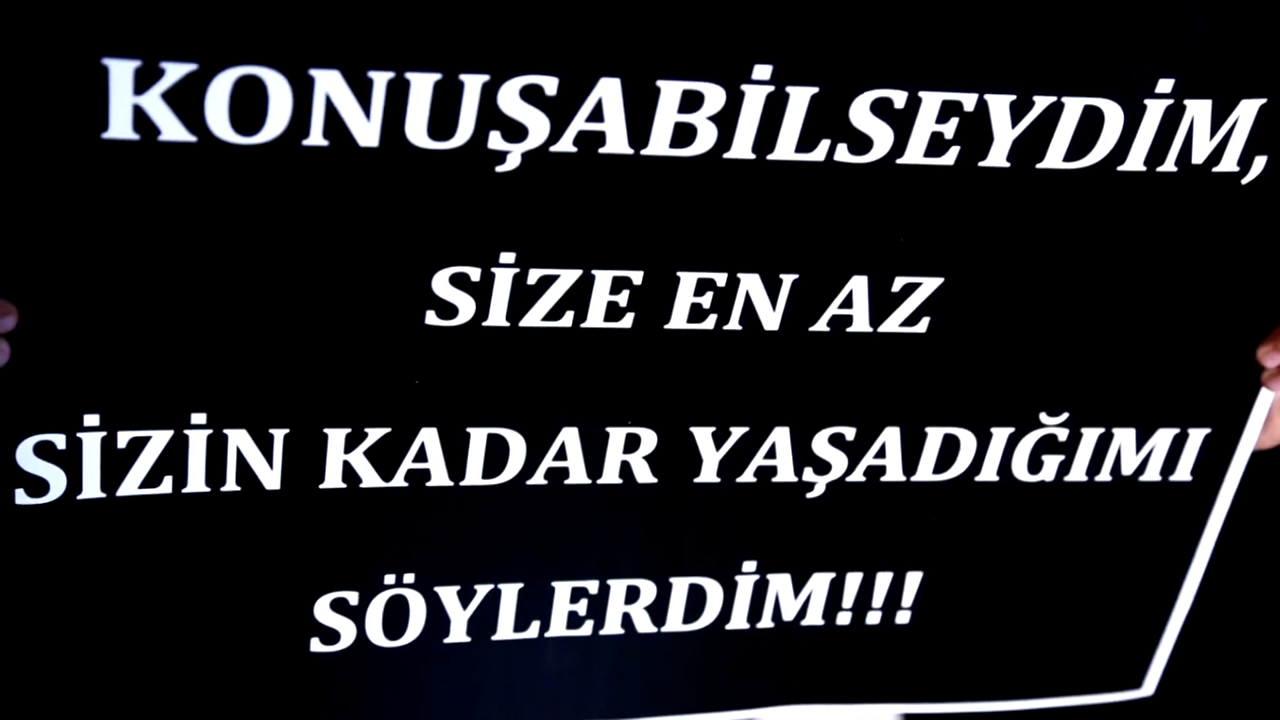 KONUŞABİLSEYDİM,
SİZE EN AZ
SİZİN KADAR YAŞADIĞIMI
SÖYLERDİM!!!